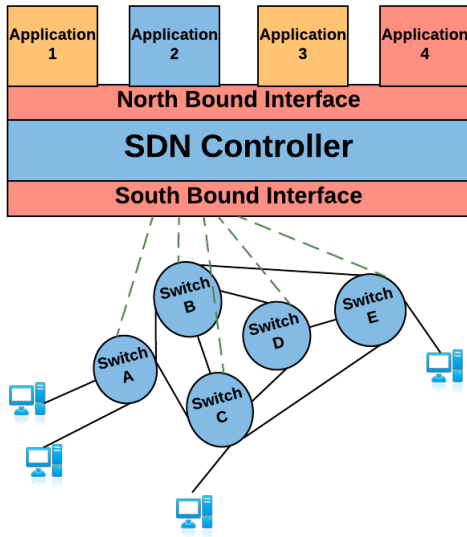 Application
1
Application
2
Application
3
Application
4
North Bound Interface
SDN Controller
South Bound Interface
Switch
B
Switch
E
Switch
D
Switch
A
Switch
C